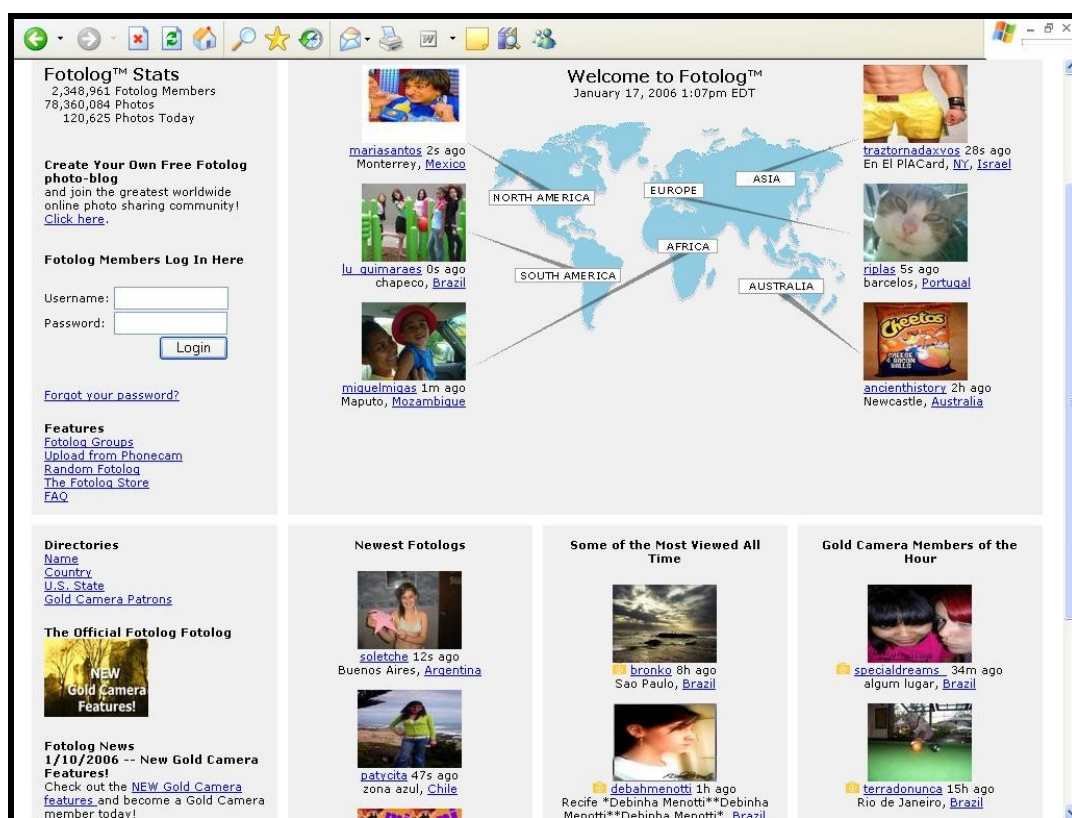 Fotolog™ Stats
2,348,961 Fotolog Members
78,360,084 Photos
120,625 Photos Today
Create Your Own Free Fotolog
photo-blog
and join the greatest worldwide
online photo sharing community!
Click here.
Fotolog Members Log In Here
Username:
Password:
Login
Forgot your password?
Features
Fotolog Groups
Upload from Phonecam
Random Fotolog
The Fotolog Store
FAQ
Welcome to Fotolog™
January 17, 2006 1:07pm EDT
mariasantos 2s ago
Monterrey, Mexico
lu_guimaraes 0s ago
chapeco, Brazil
miguelmigas 1m ago
Maputo, Mozambique
NORTH AMERICA
EUROPE
ASIA
AFRICA
SOUTH AMERICA
AUSTRALIA
traztornadaxvos 28s ago
En El PlACard, NY, Israel
riplas 5s ago
barcelos, Portugal
Cheetos
CHEESE
& BACON
BALLS
ancienthistory 2h ago
Newcastle, Australia
Directories
Name
Country
U.S. State
Gold Camera Patrons
The Official Fotolog Fotolog
NEW
Gold Camera
Features!
Fotolog News
1/10/2006 -- New Gold Camera
Features!
Check out the NEW Gold Camera
features and become a Gold Camera
member today!
Newest Fotologs
soletche 12s ago
Buenos Aires, Argentina
patycita 47s ago
zona azul, Chile
Some of the Most Viewed All
Time
bronko 8h ago
Sao Paulo, Brazil
debahmenotti 1h ago
Recife *Debinha Menotti**Debinha
Menotti**Debinha Menotti*, Brazil
Gold Camera Members of the
Hour
specialdreams_ 34m ago
algum lugar, Brazil
terradonunca 15h ago
Rio de Janeiro, Brazil